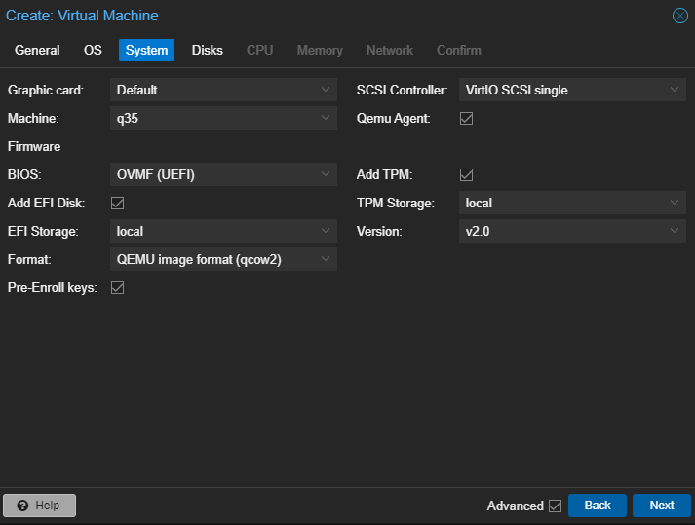 Create: Virtual Machine
General OS System Disks CPU Memory Network Confirm
Graphic card: Default SCSI Controller: VirtIO SCSI single
Machine: q35 Qemu Agent:
Firmware
BIOS: OVMF (UEFI) Add TPM:
Add EFI Disk: TPM Storage: local
EFI Storage: local Version: v2.0
Format: QEMU image format (qcow2)
Pre-Enroll keys:
Help Advanced Back Next